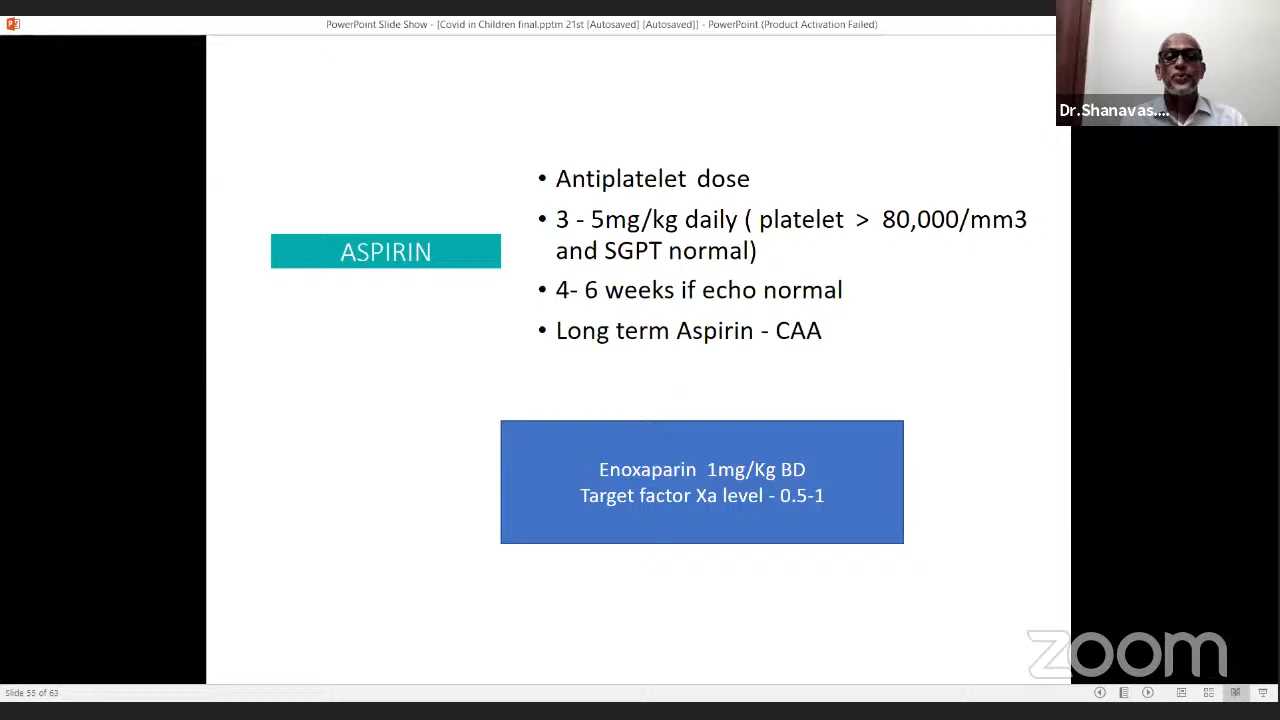 PowerPoint Slide Show - [Covid in Children final.pptm 21st [Autosaved] [Autosaved]] - PowerPoint (Product Activation Failed)
Dr.Shanavas....
ASPIRIN
• Antiplatelet dose
• 3 - 5mg/kg daily ( platelet > 80,000/mm3
and SGPT normal)
• 4- 6 weeks if echo normal
• Long term Aspirin - CAA
Enoxaparin 1mg/Kg BD
Target factor Xa level - 0.5-1
zoom
Slide 55 of 63